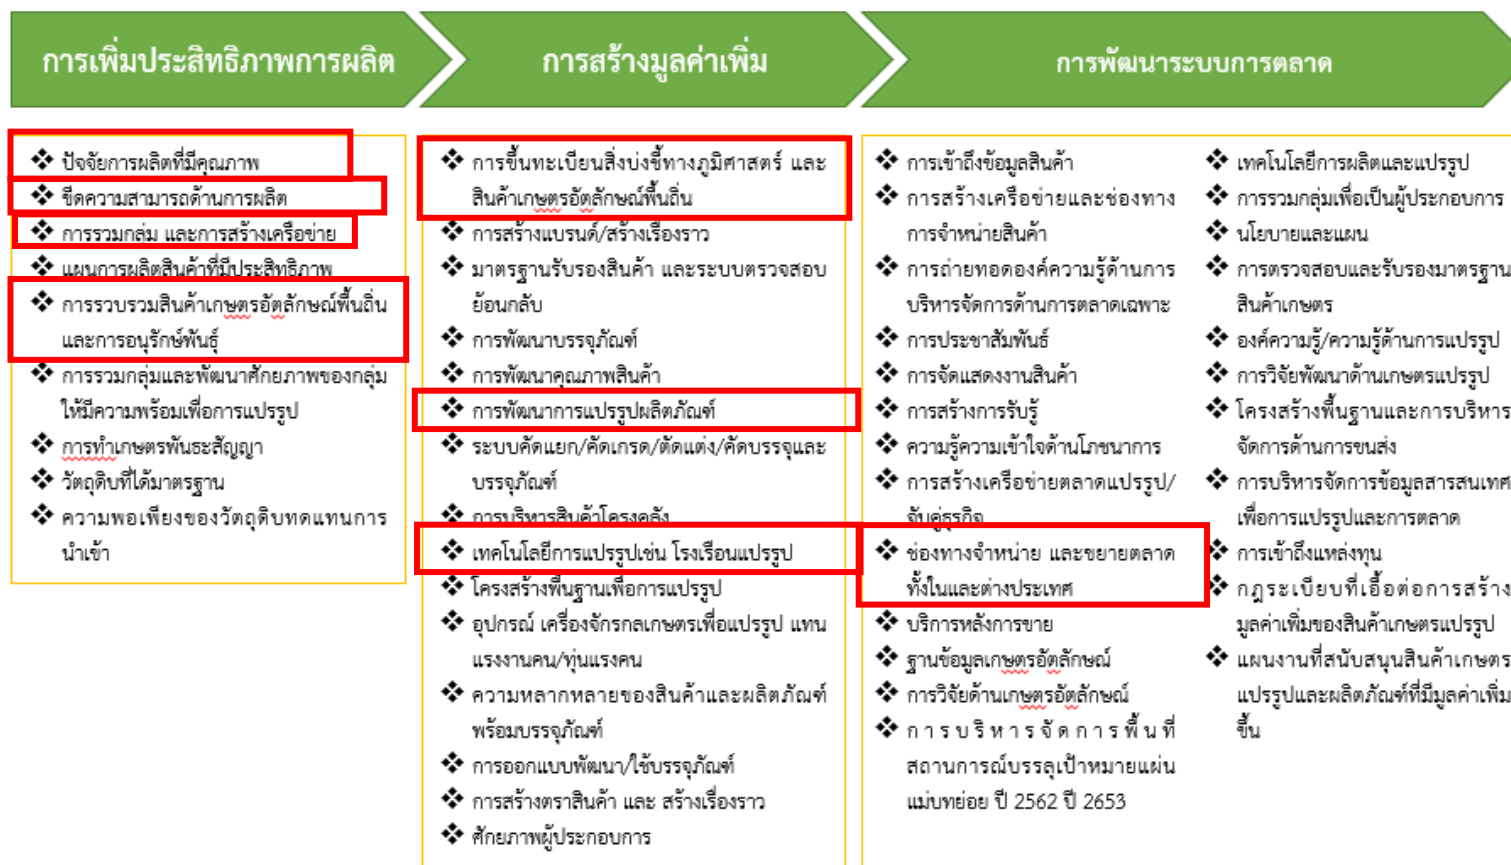 การเพิ่มประสิทธิภาพการผลิต
การสร้างมูลค่าเพิ่ม
การพัฒนาระบบการตลาด
❖ ปัจจัยการผลิตที่มีคุณภาพ
❖ ขีดความสามารถด้านการผลิต
❖ การรวมกลุ่ม และการสร้างเครือข่าย
❖ แผนการผลิตสินค้าที่มีประสิทธิภาพ
❖ การรวบรวมสินค้าเกษตรอัตลักษณ์พื้นถิ่น
และการอนุรักษ์พันธุ์
❖ การรวมกลุ่มและพัฒนาศักยภาพของกลุ่ม
ให้มีความพร้อมเพื่อการแปรรูป
❖ การทำเกษตรพันธะสัญญา
❖ วัตถุดิบที่ได้มาตรฐาน
❖ ความพอเพียงของวัตถุดิบทดแทนการ
นำเข้า
❖ การขึ้นทะเบียนสิ่งบ่งชี้ทางภูมิศาสตร์ และ
สินค้าเกษตรอัตลักษณ์พื้นถิ่น
❖ การสร้างแบรนด์/สร้างเรื่องราว
❖ มาตรฐานรับรองสินค้า และระบบตรวจสอบ
ย้อนกลับ
❖ การพัฒนาบรรจุภัณฑ์
❖ การพัฒนาคุณภาพสินค้า
❖ การพัฒนาการแปรรูปผลิตภัณฑ์
❖ ระบบคัดแยก/คัดเกรด/ตัดแต่ง/คัดบรรจุและ
บรรจุภัณฑ์
❖ การบริหารสินค้าโครงคลัง
❖ เทคโนโลยีการแปรรูปเช่น โรงเรือนแปรรูป
❖ โครงสร้างพื้นฐานเพื่อการแปรรูป
❖ อุปกรณ์ เครื่องจักรกลเกษตรเพื่อแปรรูป แทน
แรงงานคน/ทุ่นแรงคน
❖ ความหลากหลายของสินค้าและผลิตภัณฑ์
พร้อมบรรจุภัณฑ์
❖ การออกแบบพัฒนา/ใช้บรรจุภัณฑ์
❖ การสร้างตราสินค้า และ สร้างเรื่องราว
❖ ศักยภาพผู้ประกอบการ
❖ การเข้าถึงข้อมูลสินค้า
❖ การสร้างเครือข่ายและช่องทาง
การจำหน่ายสินค้า
❖ การถ่ายทอดองค์ความรู้ด้านการ
บริหารจัดการด้านการตลาดเฉพาะ
❖ การประชาสัมพันธ์
❖ การจัดแสดงงานสินค้า
❖ การสร้างการรับรู้
❖ ความรู้ความเข้าใจด้านโภชนาการ
❖ การสร้างเครือข่ายตลาดแปรรูป/
จับคู่ธุรกิจ
❖ ช่องทางจำหน่าย และขยายตลาด
ทั้งในและต่างประเทศ
❖ บริการหลังการขาย
❖ ฐานข้อมูลเกษตรอัตลักษณ์
❖ การวิจัยด้านเกษตรอัตลักษณ์
❖ การบริหารจัดการพื้นที่
สถานการณ์บรรลุเป้าหมายแผ่น
แม่บทย่อย ปี 2562 ปี 2653
❖ เทคโนโลยีการผลิตและแปรรูป
❖ การรวมกลุ่มเพื่อเป็นผู้ประกอบการ
❖ นโยบายและแผน
❖ การตรวจสอบและรับรองมาตรฐาน
สินค้าเกษตร
❖ องค์ความรู้/ความรู้ด้านการแปรรูป
❖ การวิจัยพัฒนาด้านเกษตรแปรรูป
❖ โครงสร้างพื้นฐานและการบริหาร
จัดการด้านการขนส่ง
❖ การบริหารจัดการข้อมูลสารสนเทศ
เพื่อการแปรรูปและการตลาด
❖ การเข้าถึงแหล่งทุน
❖ กฎระเบียบที่เอื้อต่อการสร้าง
มูลค่าเพิ่มของสินค้าเกษตรแปรรูป
❖ แผนงานที่สนับสนุนสินค้าเกษตร
แปรรูปและผลิตภัณฑ์ที่มีมูลค่าเพิ่ม
ขึ้น